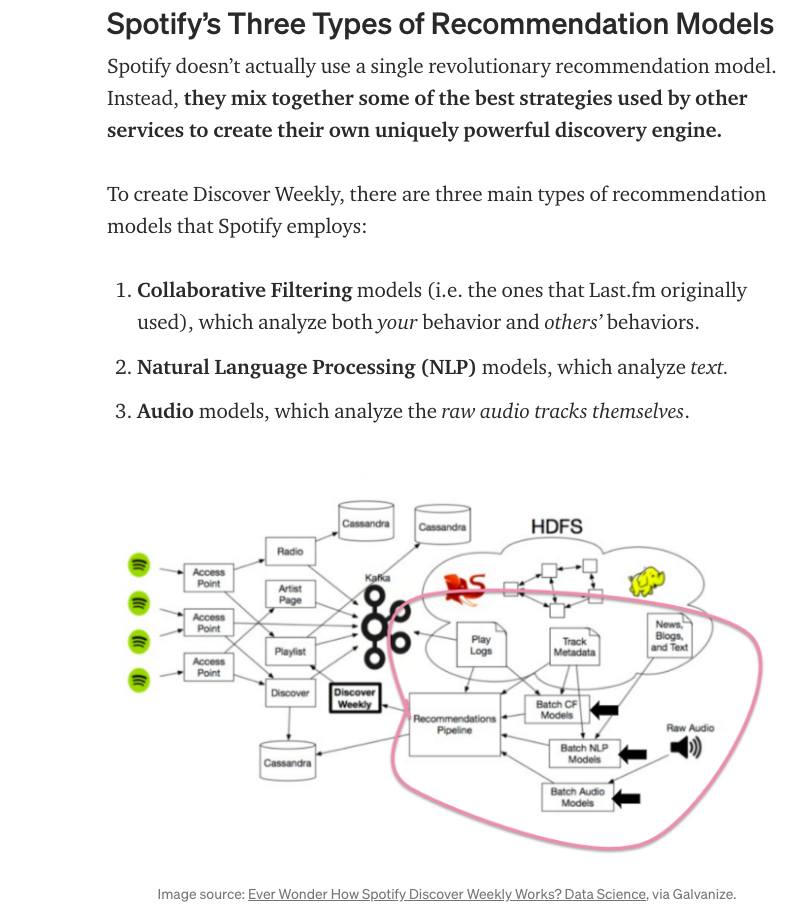 Spotify’s Three Types of Recommendation Models
Spotify doesn’t actually use a single revolutionary recommendation model.
Instead, they mix together some of the best strategies used by other
services to create their own uniquely powerful discovery engine.
To create Discover Weekly, there are three main types of recommendation
models that Spotify employs:
1. Collaborative Filtering models (i.e. the ones that Last.fm originally
used), which analyze both your behavior and others’ behaviors.
2. Natural Language Processing (NLP) models, which analyze text.
3. Audio models, which analyze the raw audio tracks themselves.
Cassandra
Cassandra
HDFS
Radio
Access
Point
Artist
Page
Kafka
S
Access
Point
Playlist
Access
Point
Discover
Discover
Weekly
Cassandra
Play
Logs
Track
Metadata
News,
Blogs,
and Text
Recommendations
Pipeline
Batch CF
Models
Batch NLP
Models
Raw Audio
Batch Audio
Models
Image source: Ever Wonder How Spotify Discover Weekly Works? Data Science, via Galvanize.